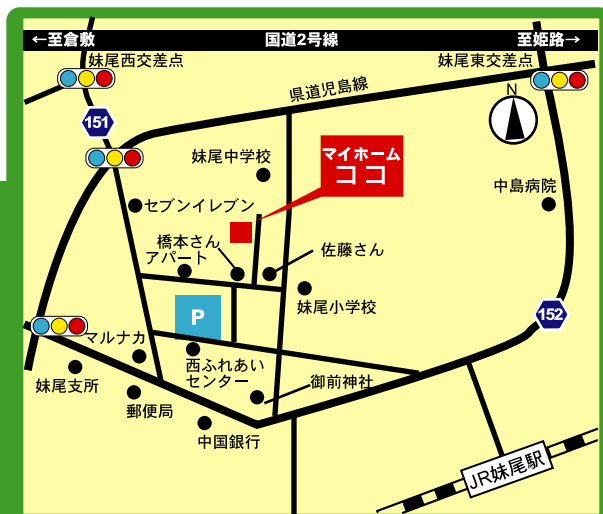 ←至倉敷
国道2号線
至姫路→
妹尾西交差点
妹尾東交差点
県道児島線
N
151
妹尾中学校
マイホーム
ココ
中島病院
セブンイレブン
橋本さん
アパート
佐藤さん
妹尾小学校
P
152
マルナカ
西ふれあい
センター
妹尾支所
御前神社
郵便局
中国銀行
JR妹尾駅